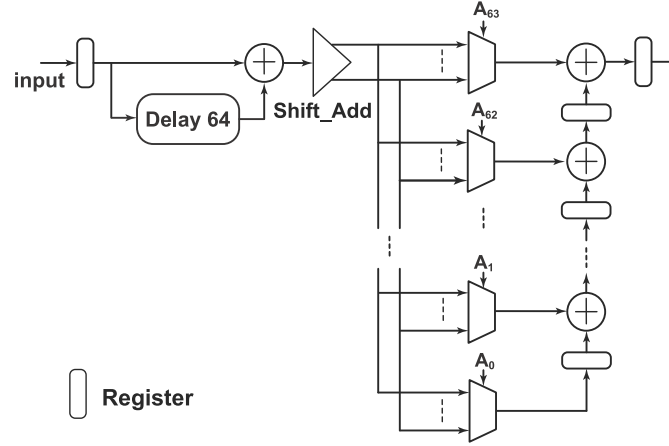 A63
input
Delay 64
Shift_Add
A62
A1
A0
Register